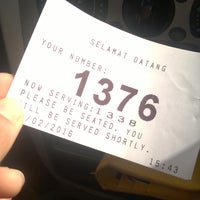 SELAMAT DATANG
YOUR NUMBER:
1376
NOW SERVING:1338
PLEASE BE SEATED, YOU
ILL BE SERVED SHORTLY.
/02/2016
15:43